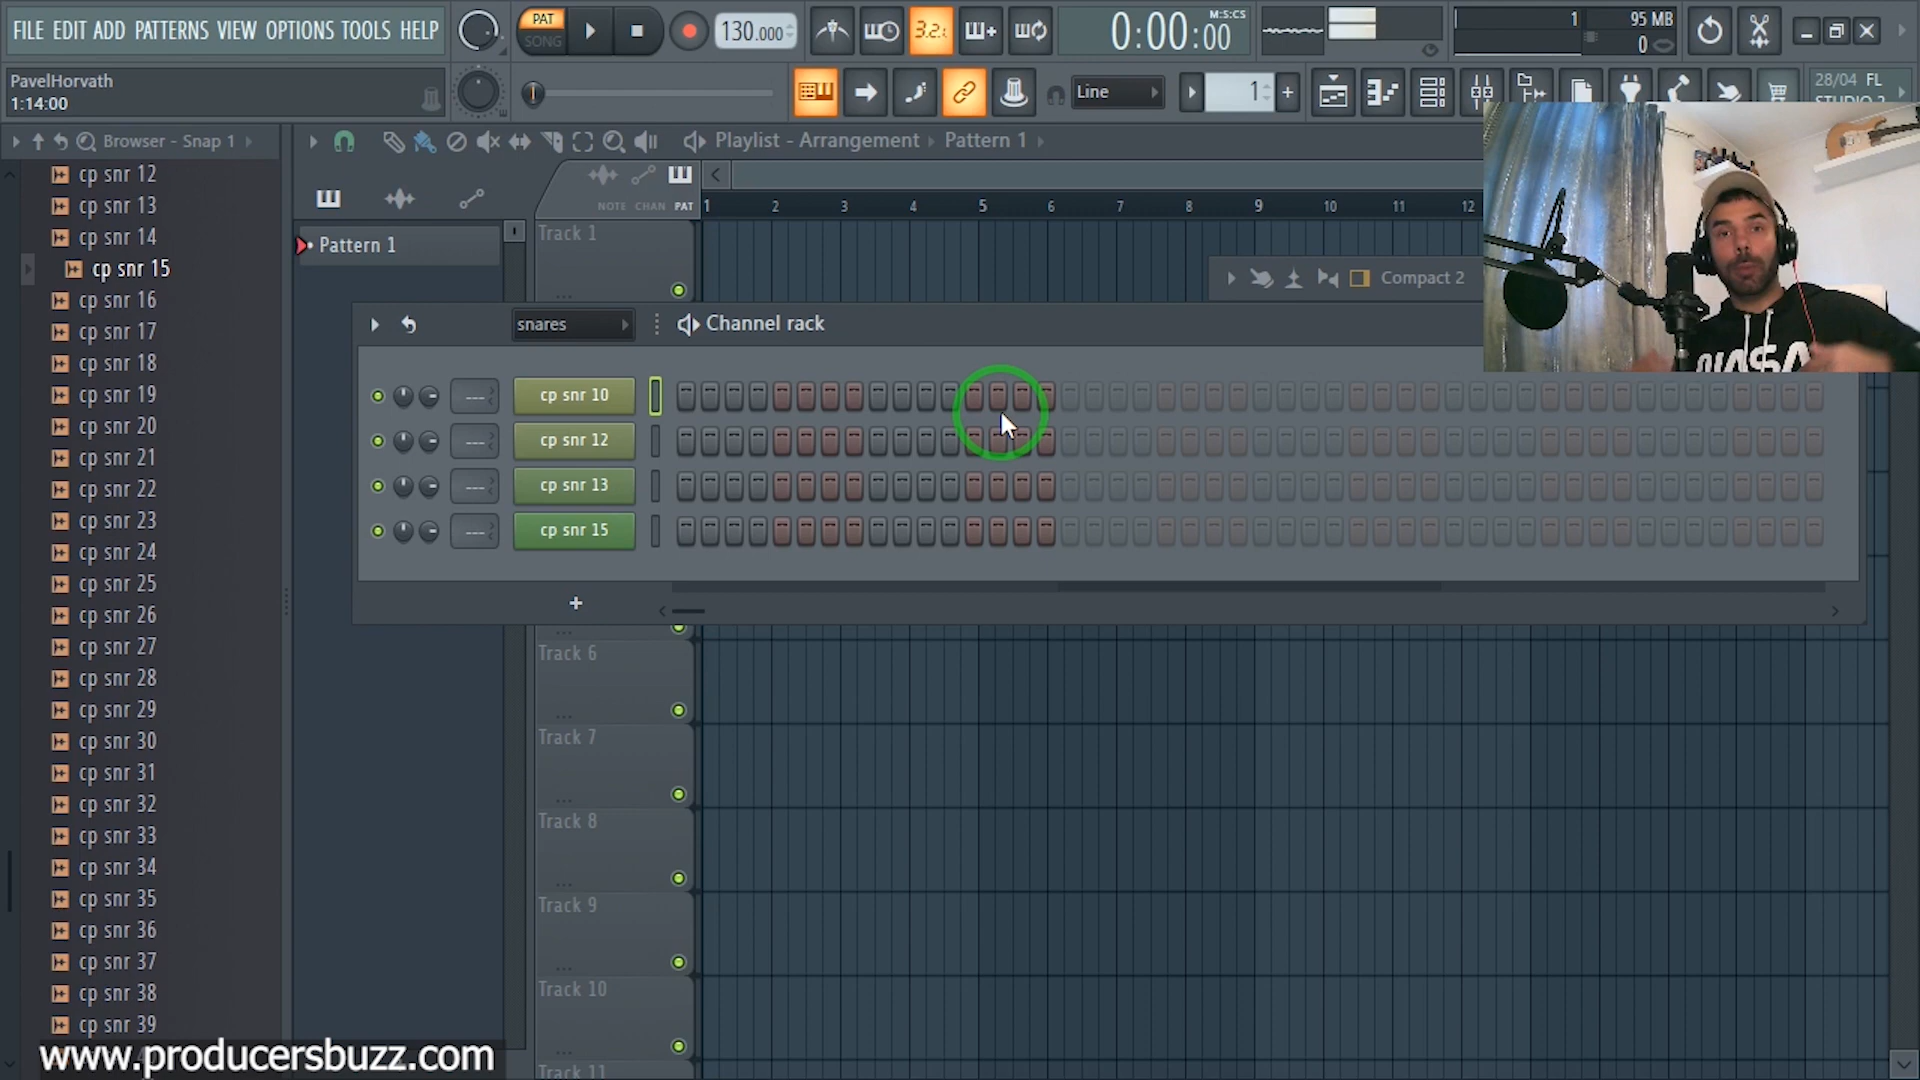 FILE EDIT ADD PATTERNS VIEW OPTIONS TOOLS HELP
PAT
SONG
130.000
3.2.
0:00:00
M:S:CS
1
95 MB
0
PavelHorvath
1:14:00
Line
1
28/04 FL
Browser - Snap 1
Playlist - Arrangement
Pattern 1
NOTE CHAN PAT
1 2 3 4 5 6 7 8 9 10 11 12
Pattern 1
Track 1
Compact 2
snares
Channel rack
cp snr 10
cp snr 12
cp snr 13
cp snr 15
Track 6
Track 7
Track 8
Track 9
Track 10
Track 11
cp snr 12
cp snr 13
cp snr 14
cp snr 15
cp snr 16
cp snr 17
cp snr 18
cp snr 19
cp snr 20
cp snr 21
cp snr 22
cp snr 23
cp snr 24
cp snr 25
cp snr 26
cp snr 27
cp snr 28
cp snr 29
cp snr 30
cp snr 31
cp snr 32
cp snr 33
cp snr 34
cp snr 35
cp snr 36
cp snr 37
cp snr 38
cp snr 39
www.producersbuzz.com